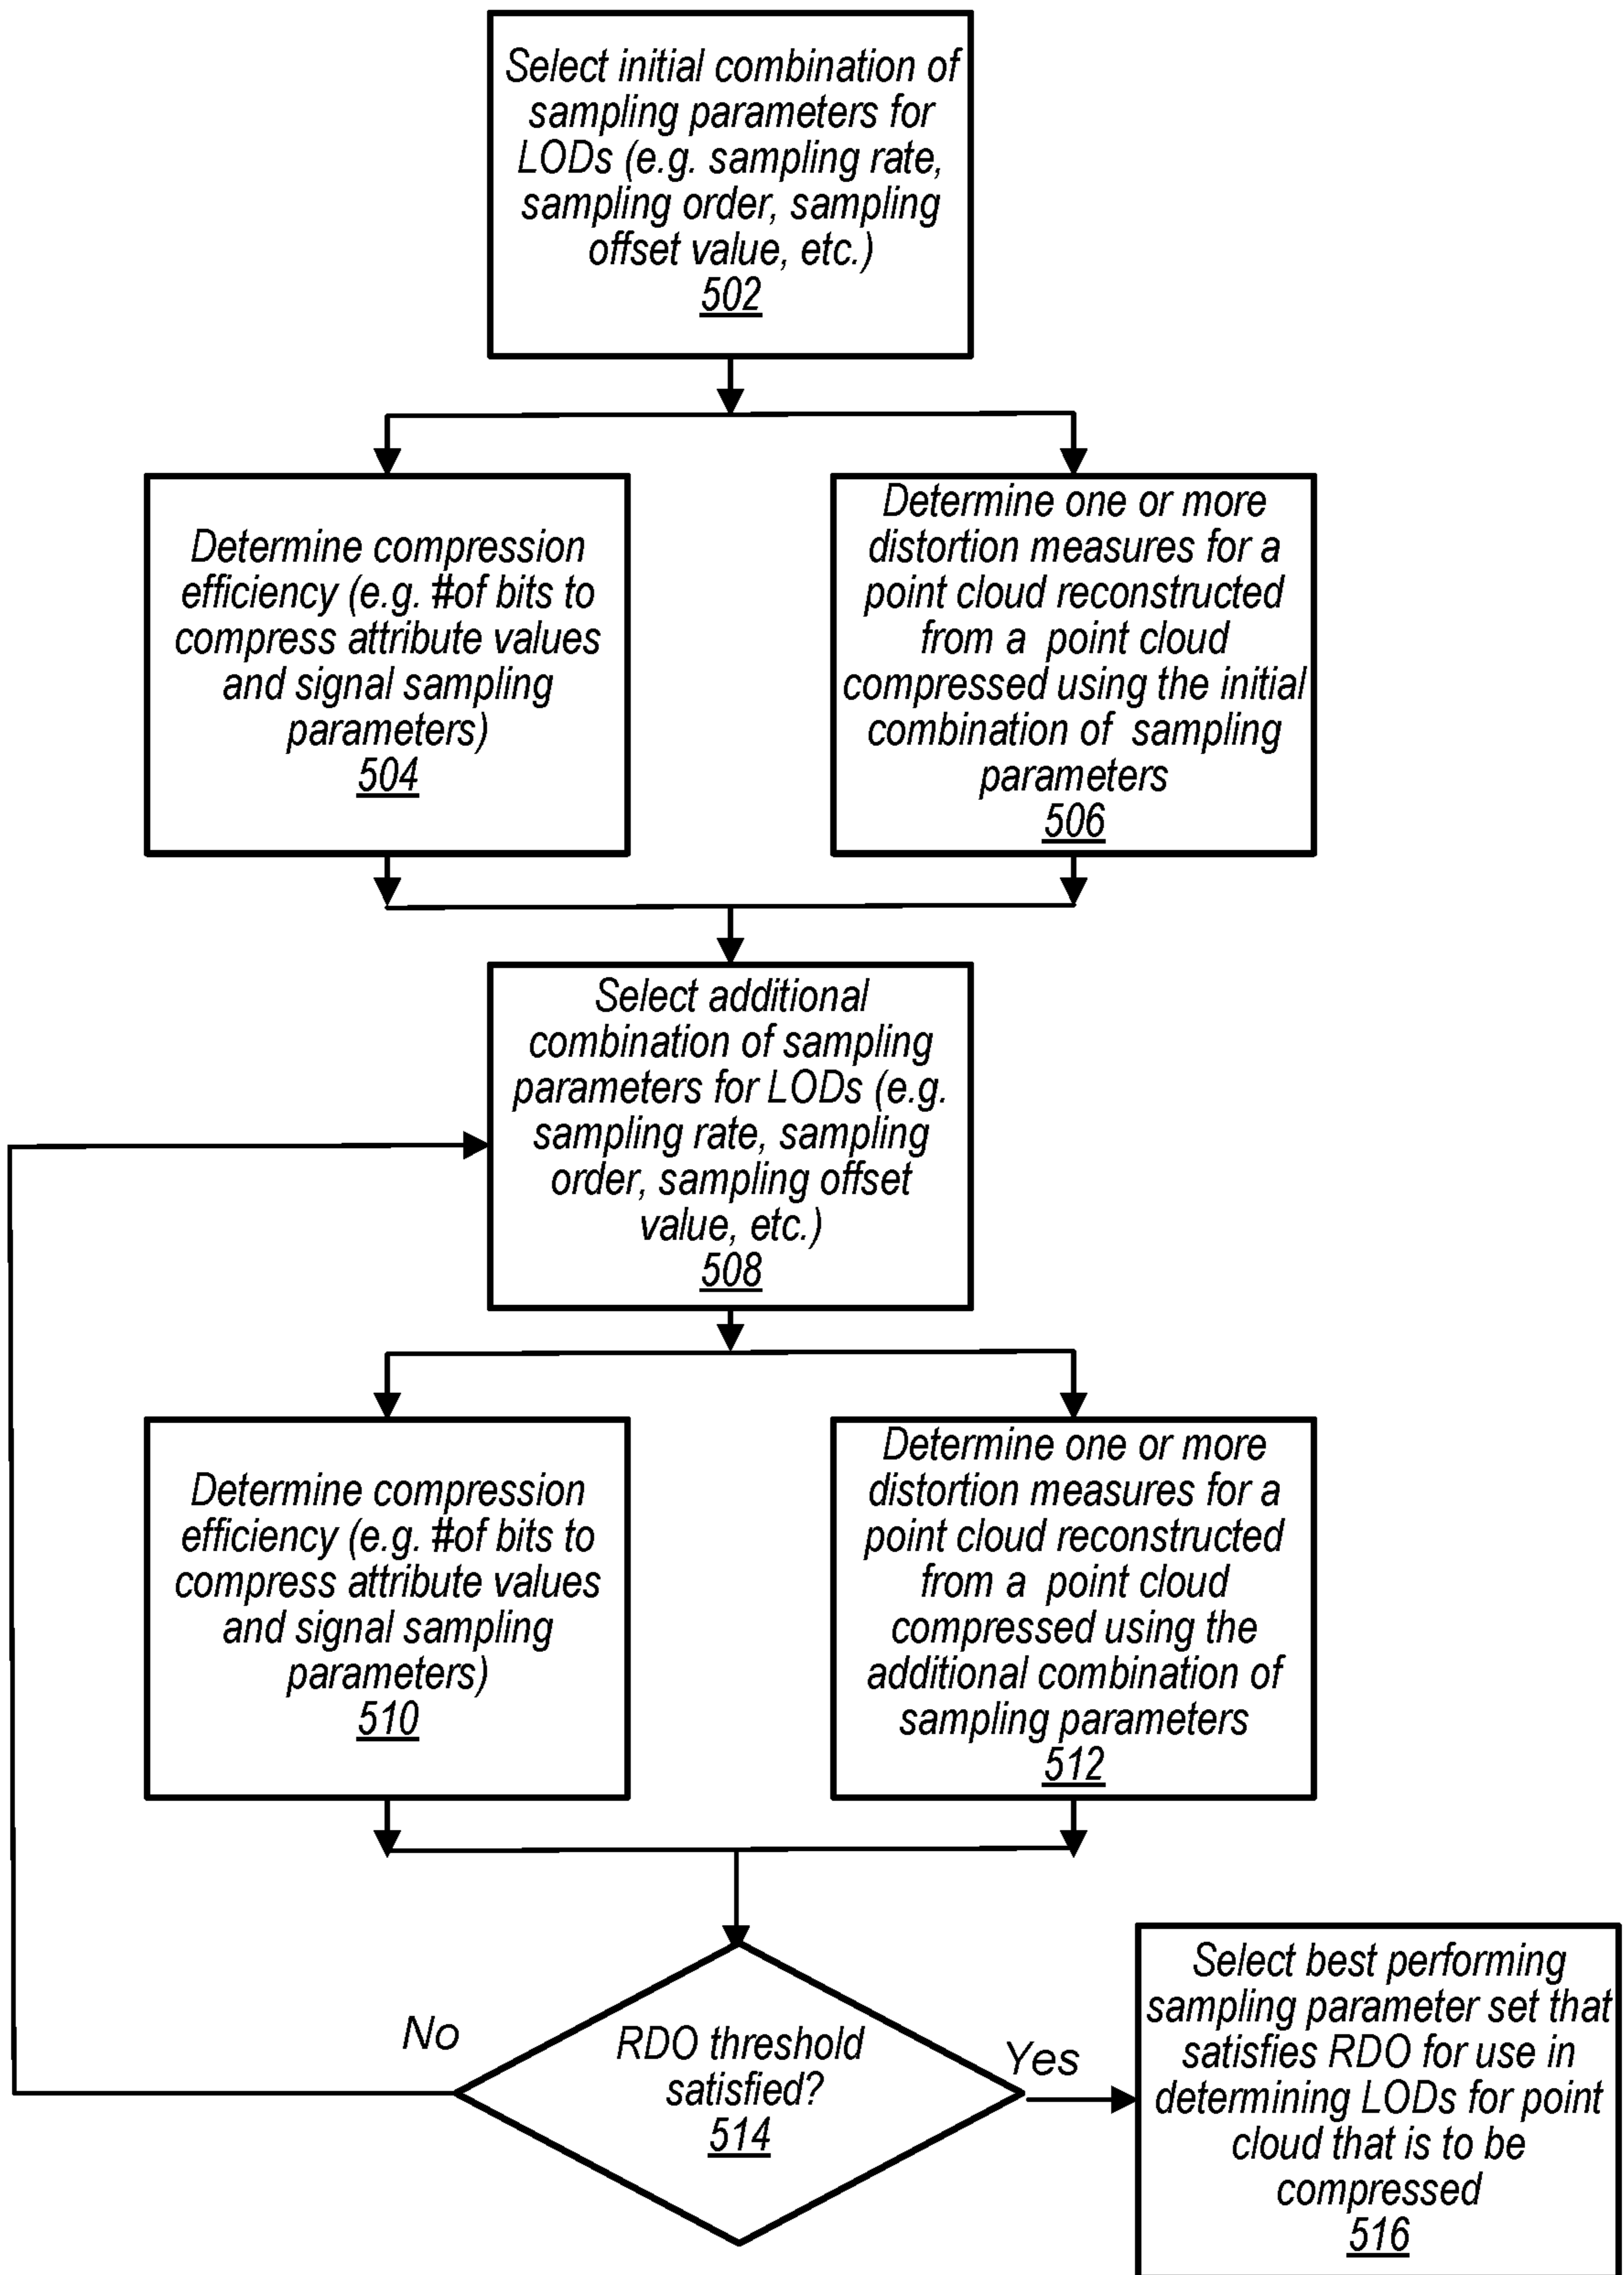 Select initial combination of
sampling parameters for
LODs (e.g. sampling rate,
sampling order, sampling
offset value, etc.)
502
Determine compression
efficiency (e.g. #of bits to
compress attribute values
and signal sampling
parameters)
504
Determine one or more
distortion measures for a
point cloud reconstructed
from a point cloud
compressed using the initial
combination of sampling
parameters
506
Select additional
combination of sampling
parameters for LODs (e.g.
sampling rate, sampling
order, sampling offset
value, etc.)
508
Determine compression
efficiency (e.g. #of bits to
compress attribute values
and signal sampling
parameters)
510
Determine one or more
distortion measures for a
point cloud reconstructed
from a point cloud
compressed using the
additional combination of
sampling parameters
512
No
RDO threshold
satisfied?
514
Yes
Select best performing
sampling parameter set that
satisfies RDO for use in
determining LODs for point
cloud that is to be
compressed
516